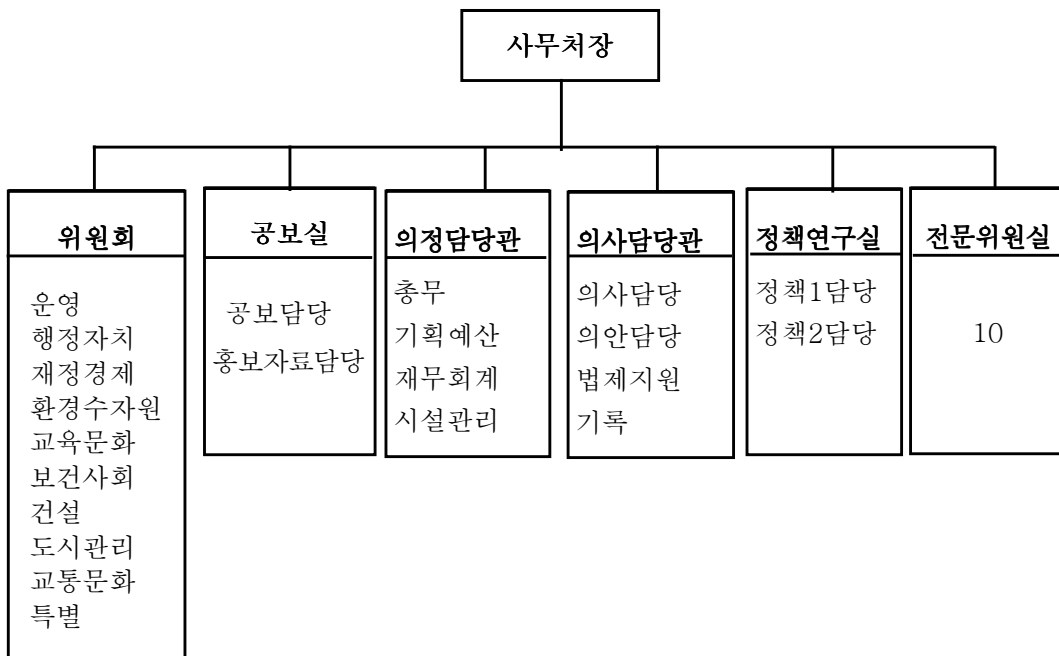 사무처장
위원회
운영
행정자치
재정경제
환경수자원
교육문화
보건사회
건설
도시관리
교통문화
특별
공보실
공보담당
홍보자료담당
의정담당관
총무
기획예산
재무회계
시설관리
의사담당관
의사담당
의안담당
법제지원
기록
정책연구실
정책1담당
정책2담당
전문위원실
10